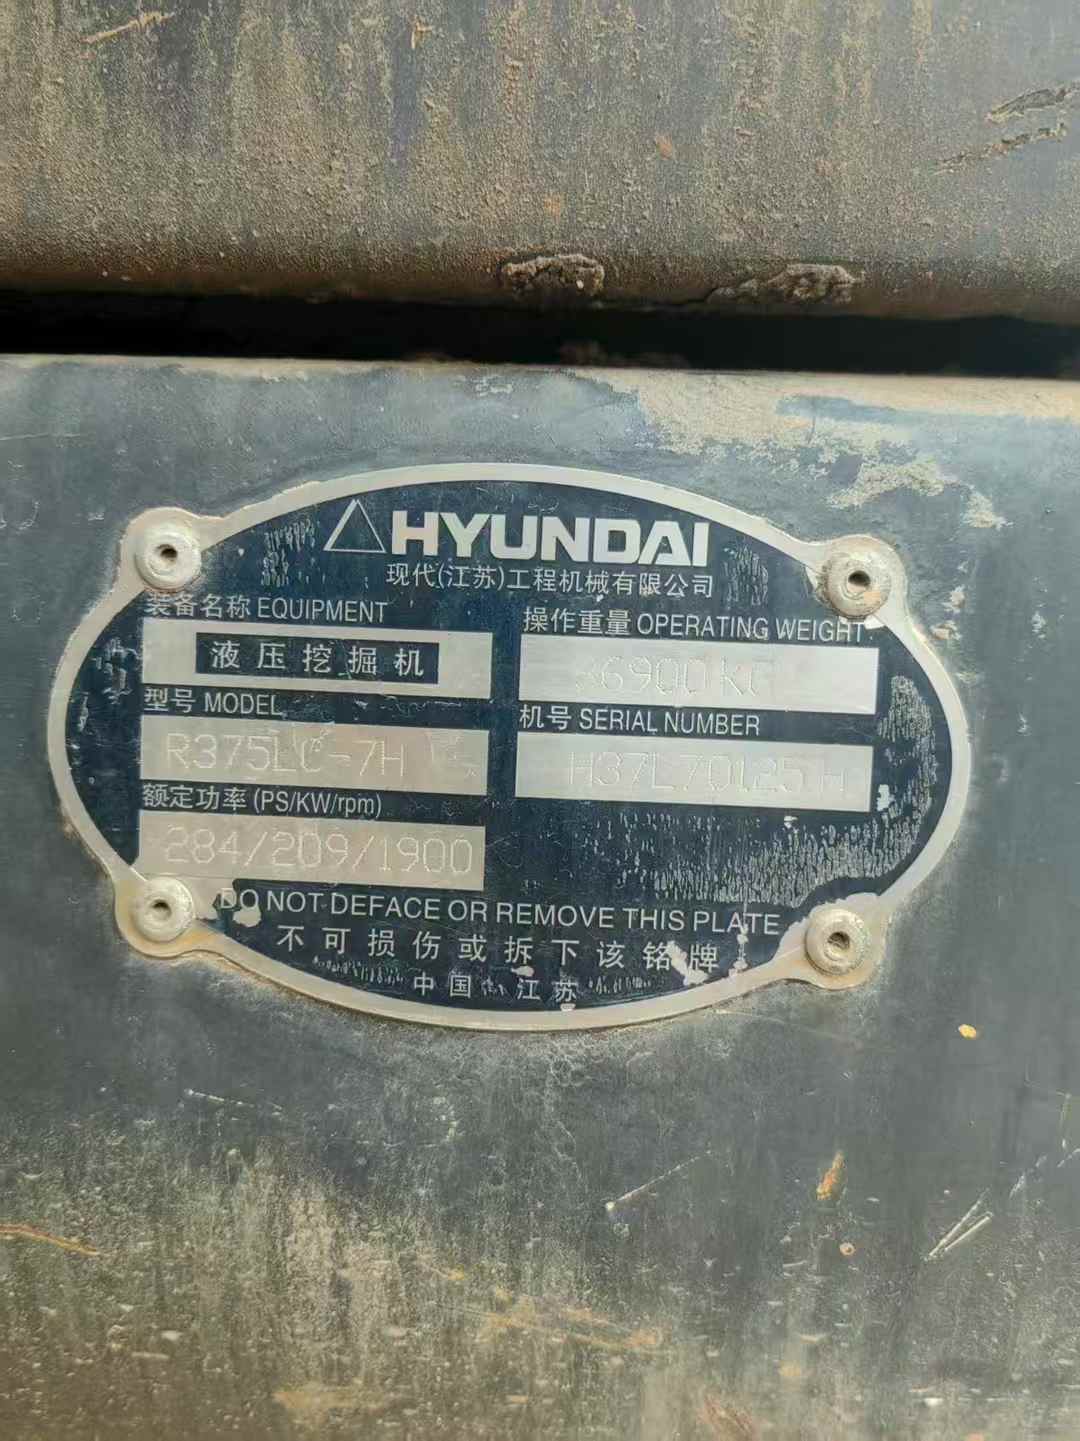 HYUNDAI
现代(江苏)工程机械有限公司
装备名称 EQUIPMENT
液压挖掘机
操作重量 OPERATING WEIGHT
36900 KG
型号 MODEL
R375LC-7H
机号 SERIAL NUMBER
H37L70125H
额定功率 (PS/KW/rpm)
284/209/1900
DO NOT DEFACE OR REMOVE THIS PLATE
不可损伤或拆下该铭牌
中国 江苏